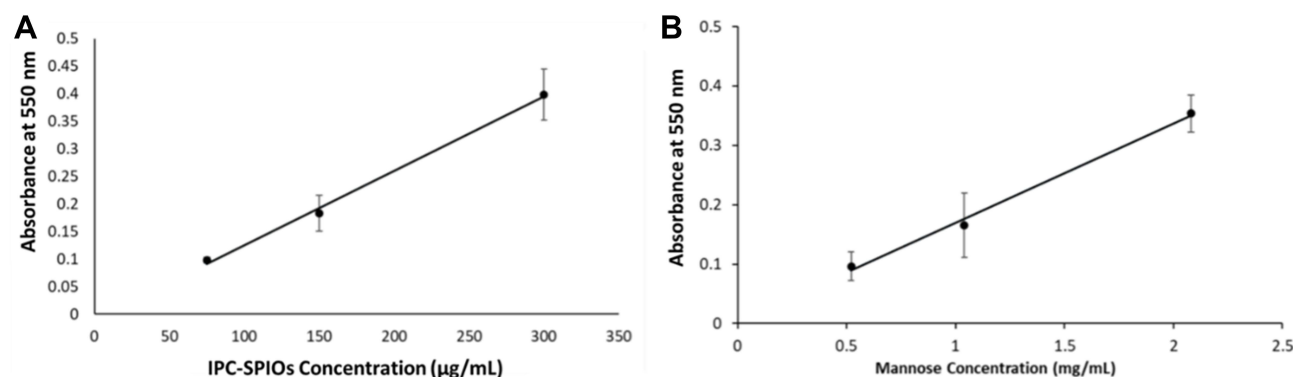 A
0.5
0.45
0.4
0.35
0.3
0.25
0.2
0.15
0.1
0.05
0
Absorbance at 550 nm
0 50 100 150 200 250 300 350
IPC-SPIOs Concentration (µg/mL)
B
0.5
0.4
0.3
0.2
0.1
0
Absorbance at 550 nm
0 0.5 1 1.5 2 2.5
Mannose Concentration (mg/mL)